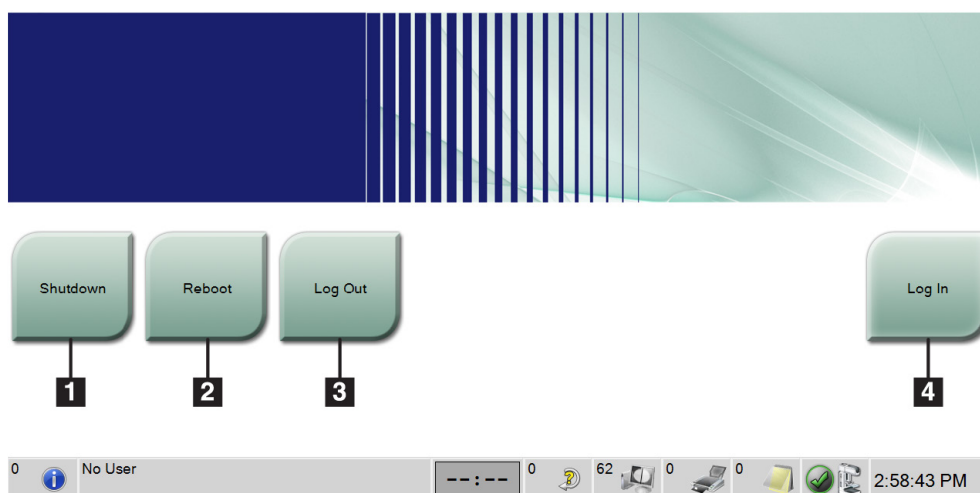 Shutdown
Reboot
Log Out
Log In
1
2
3
4
0
No User
--:--
0
62
0
0
2:58:43 PM